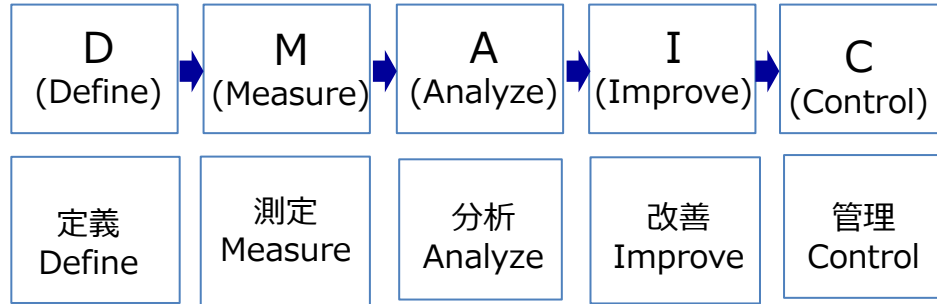 D
(Define)
M
(Measure)
A
(Analyze)
I
(Improve)
C
(Control)
定義
Define
測定
Measure
分析
Analyze
改善
Improve
管理
Control